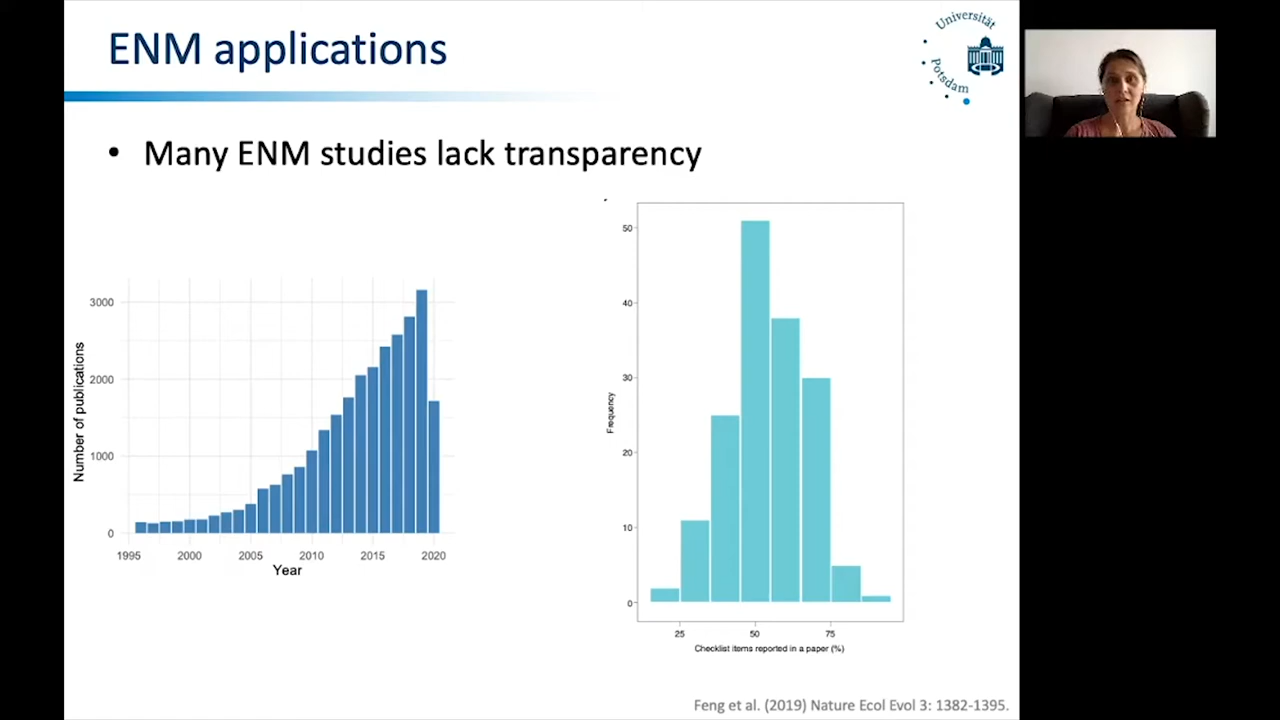 ENM applications
Universität
Potsdam
• Many ENM studies lack transparency
3000
2000
1000
0
Number of publications
1995 2000 2005 2010 2015 2020
Year
50
40
30
20
10
0
Frequency
25 50 75
Checklist items reported in a paper (%)
Feng et al. (2019) Nature Ecol Evol 3: 1382-1395.